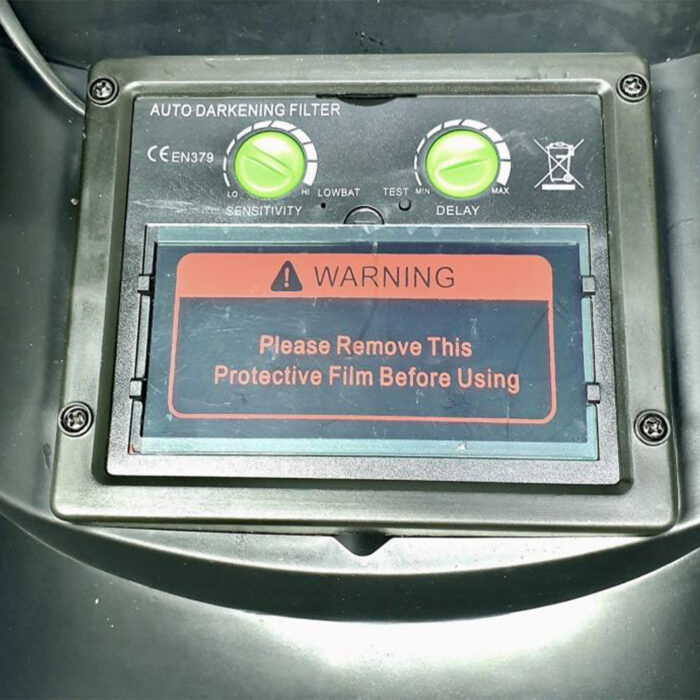 AUTO DARKENING FILTER
CE EN379
LO HI LOWBAT TEST MIN MAX
SENSITIVITY DELAY
WARNING
Please Remove This
Protective Film Before Using